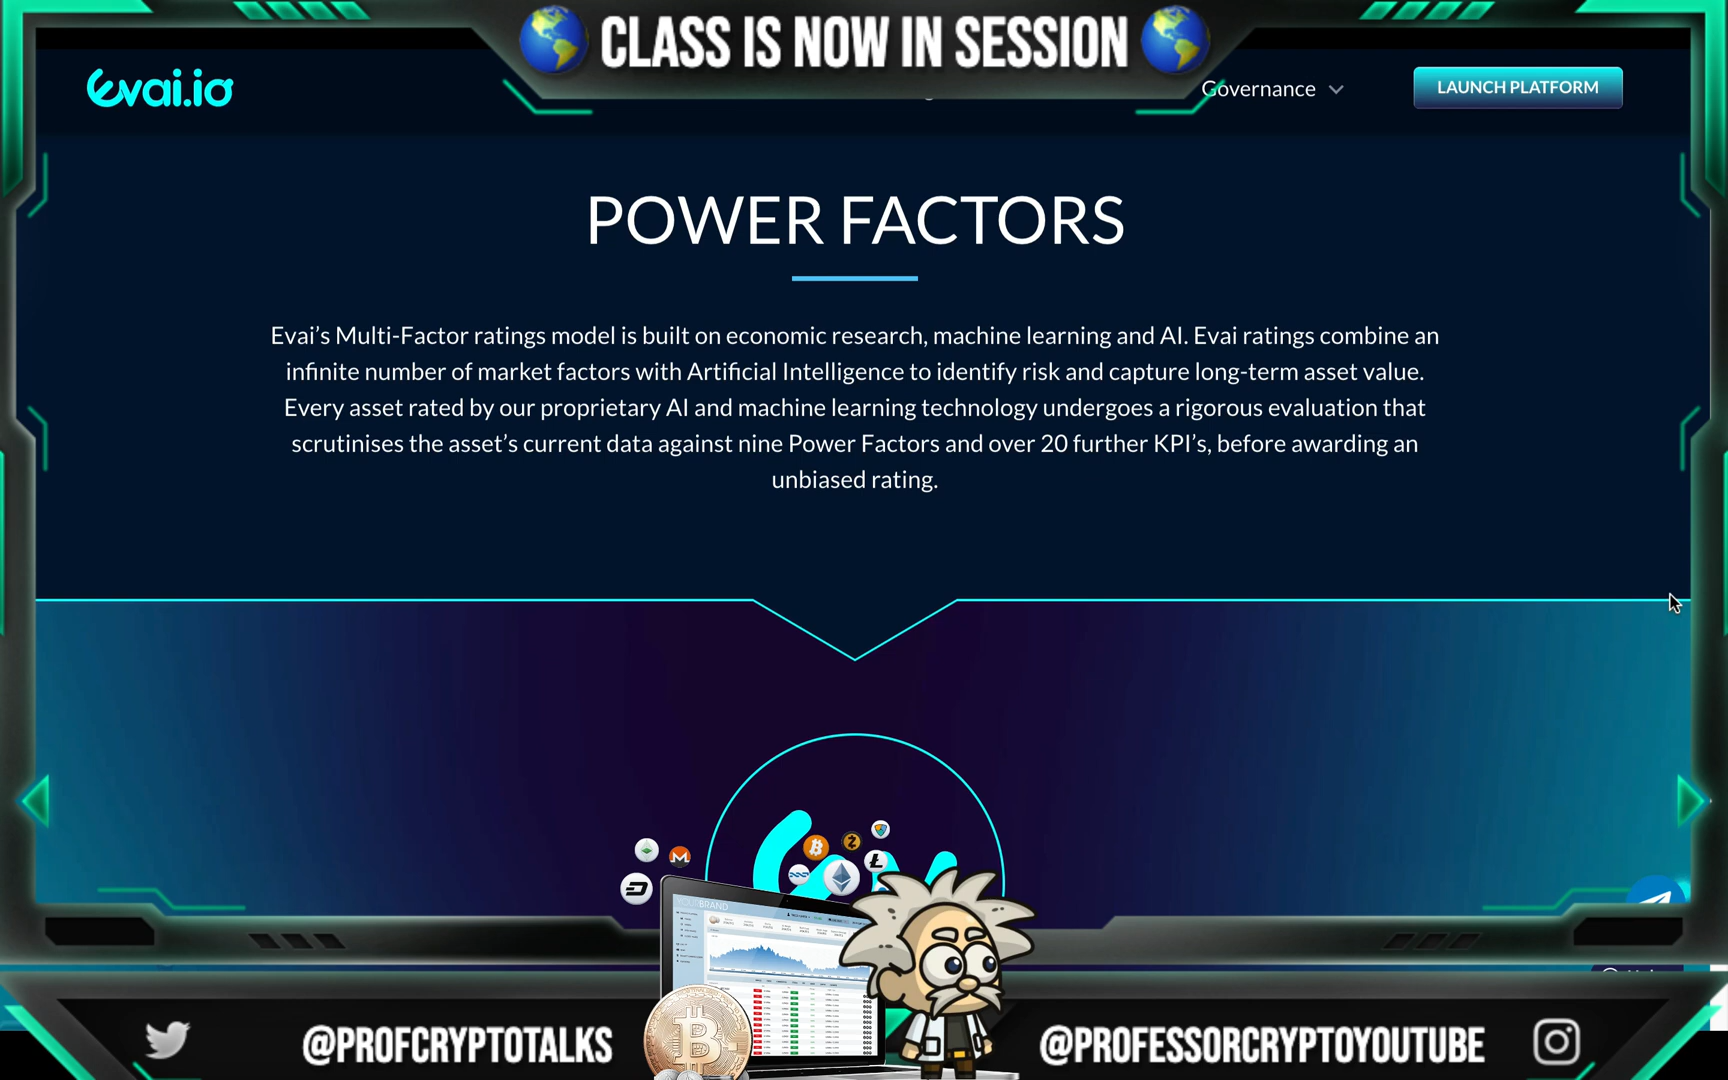 CLASS IS NOW IN SESSION
Evai.io
Governance
LAUNCH PLATFORM
POWER FACTORS
Evai’s Multi-Factor ratings model is built on economic research, machine learning and AI. Evai ratings combine an
infinite number of market factors with Artificial Intelligence to identify risk and capture long-term asset value.
Every asset rated by our proprietary AI and machine learning technology undergoes a rigorous evaluation that
scrutinises the asset’s current data against nine Power Factors and over 20 further KPI’s, before awarding an
unbiased rating.
YOURBRAND
@PROFCRYPTOTALKS
@PROFESSORCRYPTOYOUTUBE